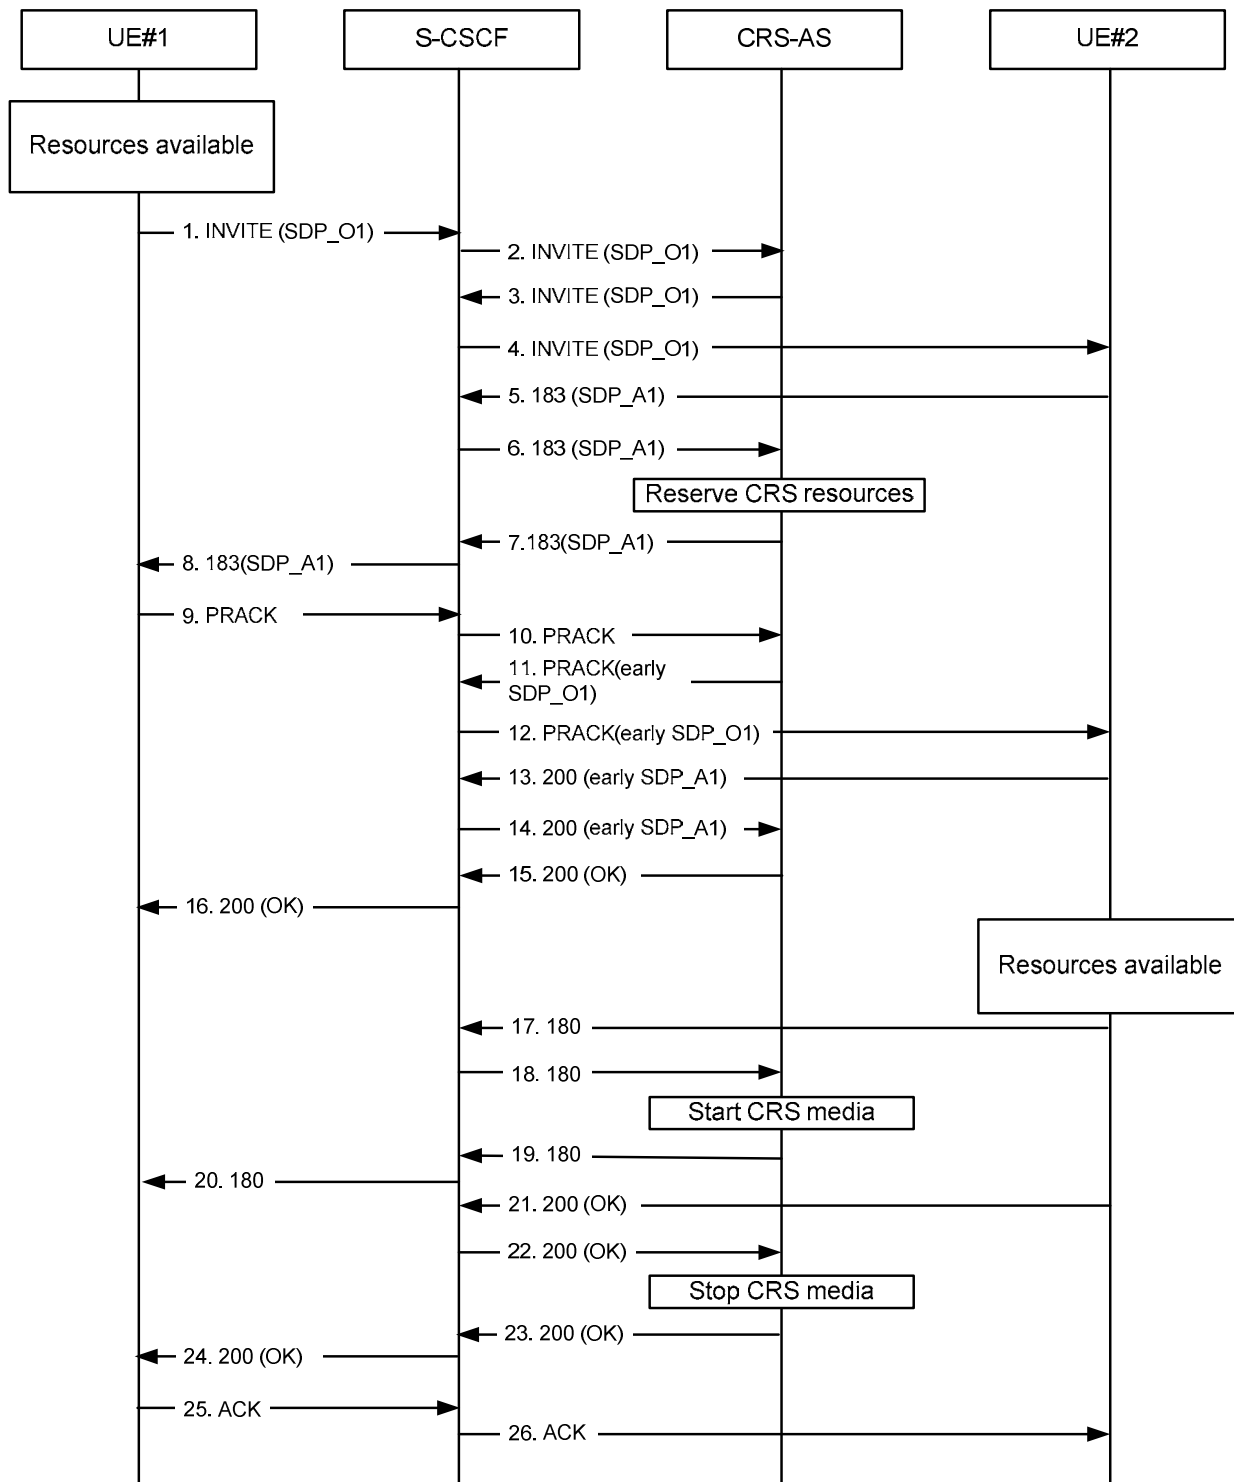 UE#1
S-CSCF
CRS-AS
UE#2
Resources available
1. INVITE (SDP_O1)
2. INVITE (SDP_O1)
3. INVITE (SDP_O1)
4. INVITE (SDP_O1)
5. 183 (SDP_A1)
6. 183 (SDP_A1)
Reserve CRS resources
7.183(SDP_A1)
8. 183(SDP_A1)
9. PRACK
10. PRACK
11. PRACK(early
SDP_O1)
12. PRACK(early SDP_O1)
13. 200 (early SDP_A1)
14. 200 (early SDP_A1)
15. 200 (OK)
16. 200 (OK)
Resources available
17. 180
18. 180
Start CRS media
19. 180
20. 180
21. 200 (OK)
22. 200 (OK)
Stop CRS media
23. 200 (OK)
24. 200 (OK)
25. ACK
26. ACK